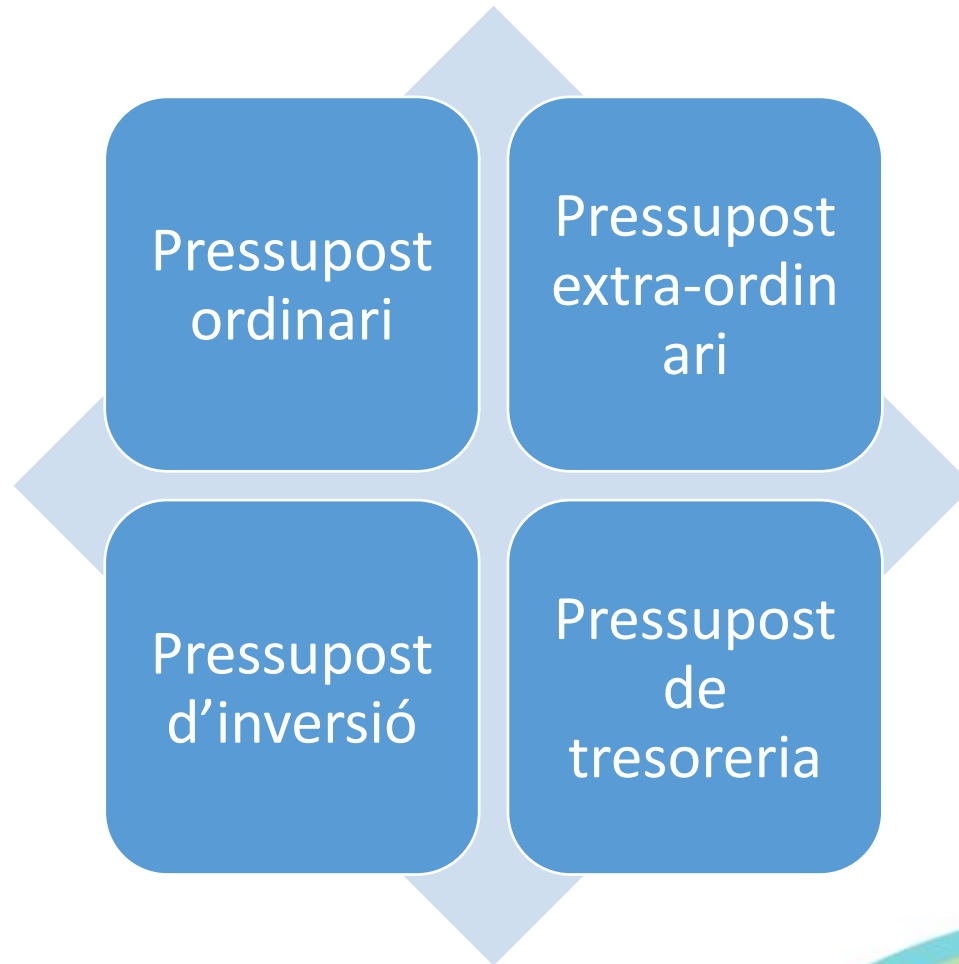 Pressupost
ordinari
Pressupost
extra-ordin
ari
Pressupost
d’inversió
Pressupost
de
tresoreria